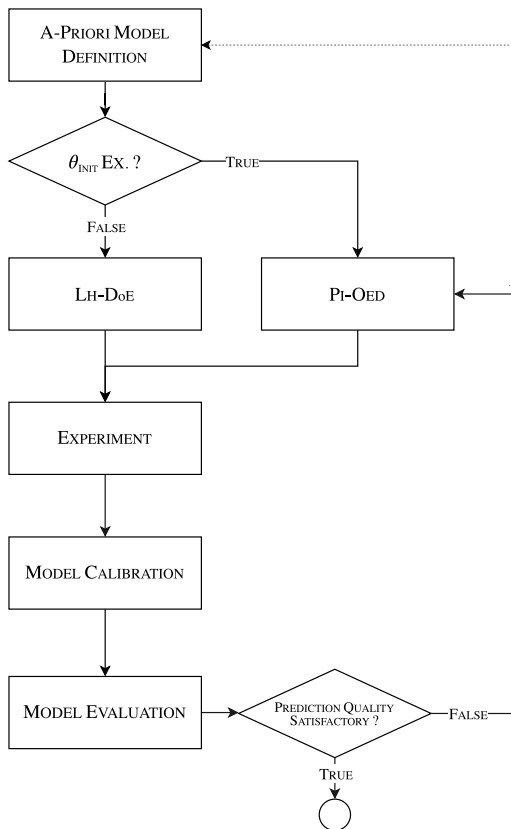 A-Priori Model
Definition
θInit Ex. ?
True
False
Lh-DoE
Pi-Oed
Experiment
Model Calibration
Model Evaluation
Prediction Quality
Satisfactory ?
False
True